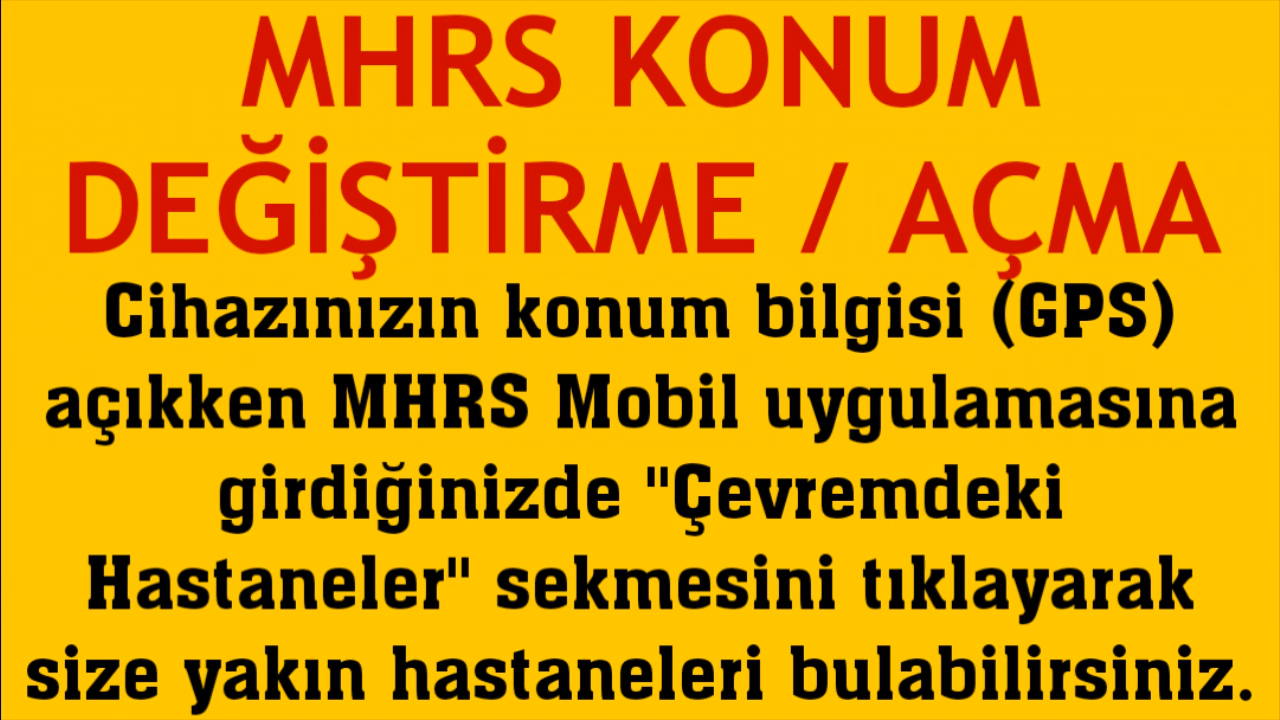 MHRS KONUM
DEĞİŞTİRME / AÇMA
Cihazınızın konum bilgisi (GPS)
açıkken MHRS Mobil uygulamasına
girdiğinizde "Çevremdeki
Hastaneler" sekmesini tıklayarak
size yakın hastaneleri bulabilirsiniz.